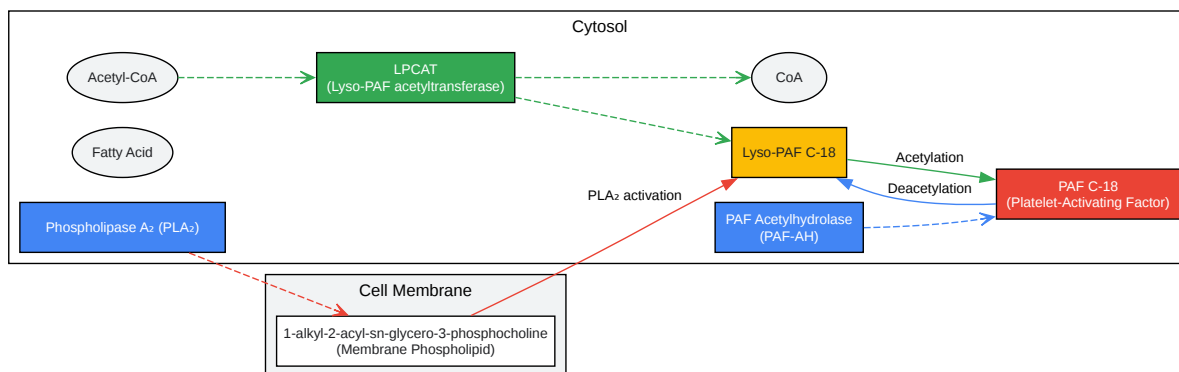 Cytosol
Acetyl-CoA
LPCAT
(Lyso-PAF acetyltransferase)
CoA
Fatty Acid
Lyso-PAF C-18
Acetylation
PAF C-18
(Platelet-Activating Factor)
Deacetylation
PLA₂ activation
Phospholipase A₂ (PLA₂)
PAF Acetylhydrolase
(PAF-AH)
Cell Membrane
1-alkyl-2-acyl-sn-glycero-3-phosphocholine
(Membrane Phospholipid)